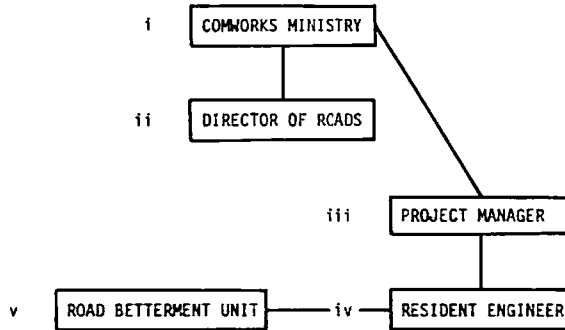 i COMWORKS MINISTRY
ii DIRECTOR OF RCADS
iii PROJECT MANAGER
v ROAD BETTERMENT UNIT iv RESIDENT ENGINEER